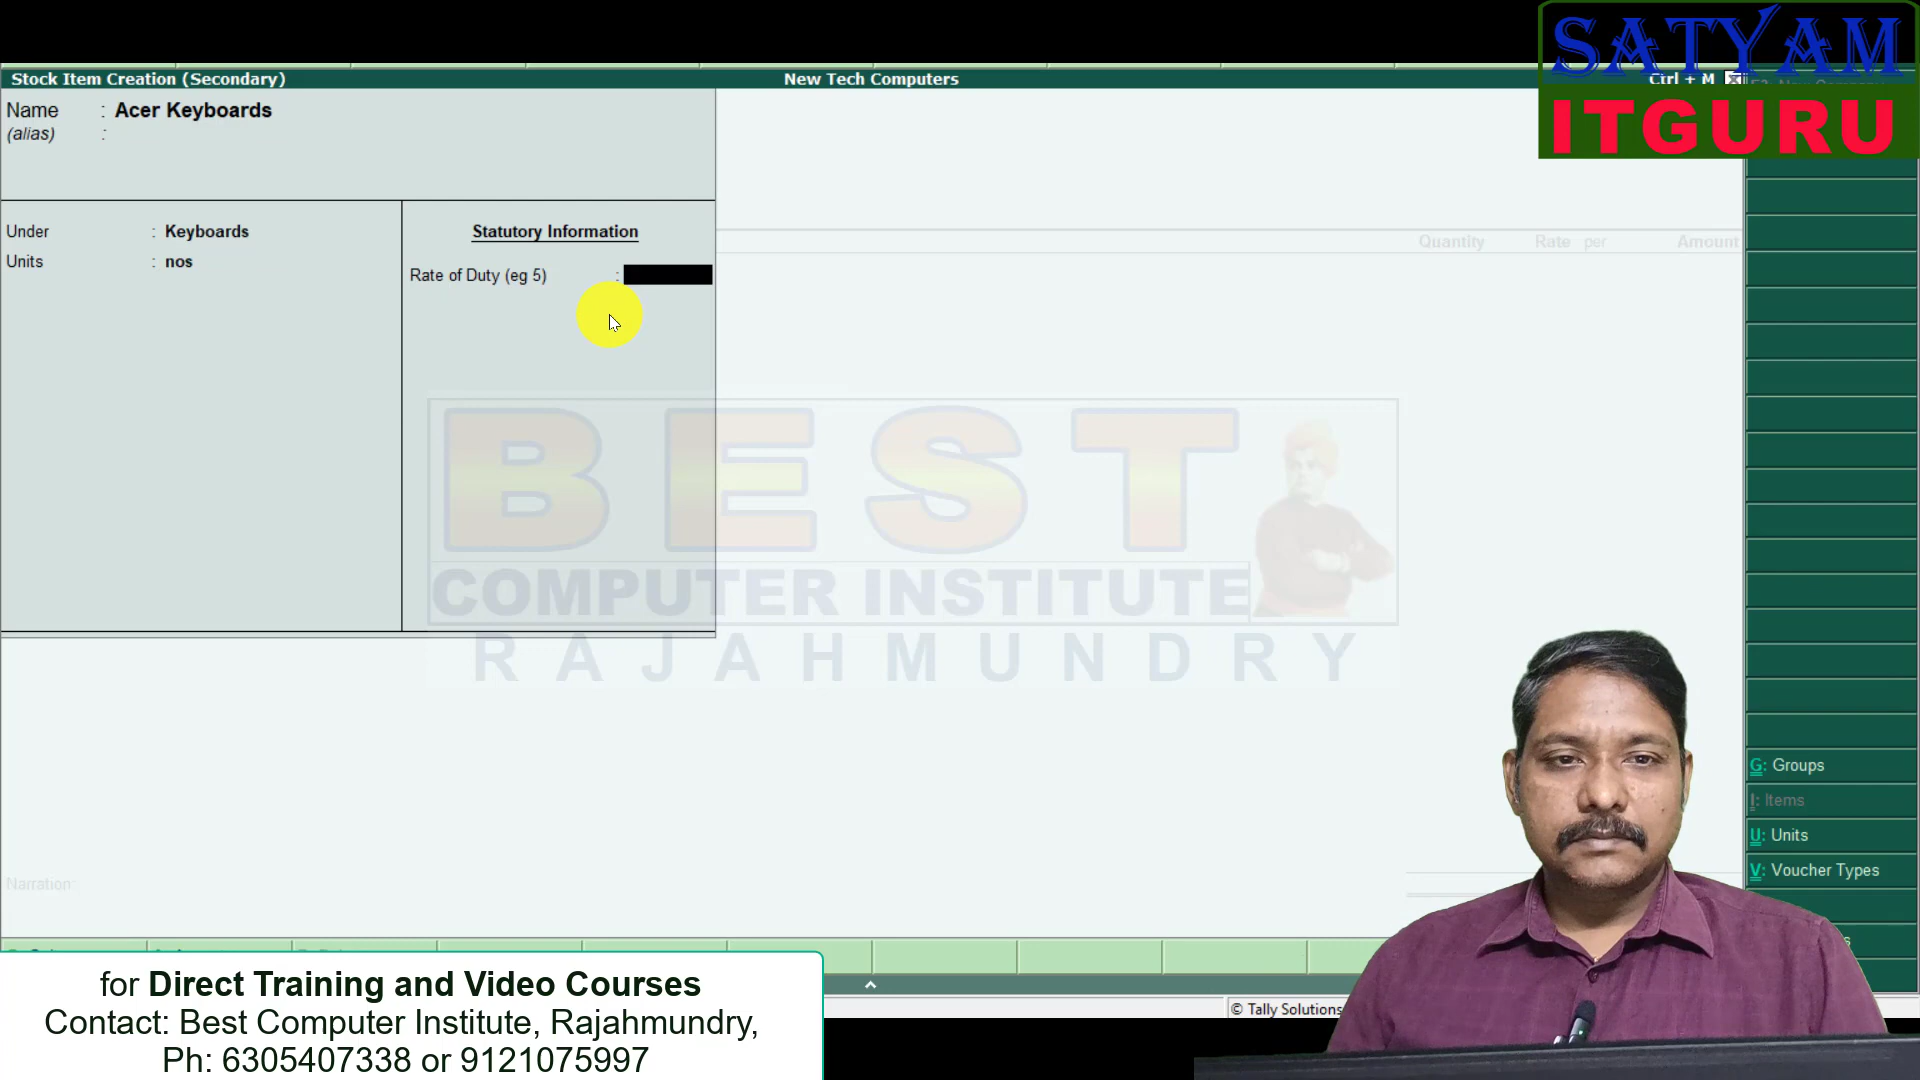 SATYAM
ITGURU
Stock Item Creation (Secondary)
New Tech Computers
Ctrl + M
Name : Acer Keyboards
(alias) :
Under : Keyboards
Units : nos
Statutory Information
Rate of Duty (eg 5) :
Quantity
Rate per
Amount
BEST
COMPUTER INSTITUTE
RAJAHMUNDRY
G: Groups
I: Items
U: Units
V: Voucher Types
Narration:
© Tally Solutions
for Direct Training and Video Courses
Contact: Best Computer Institute, Rajahmundry,
Ph: 6305407338 or 9121075997